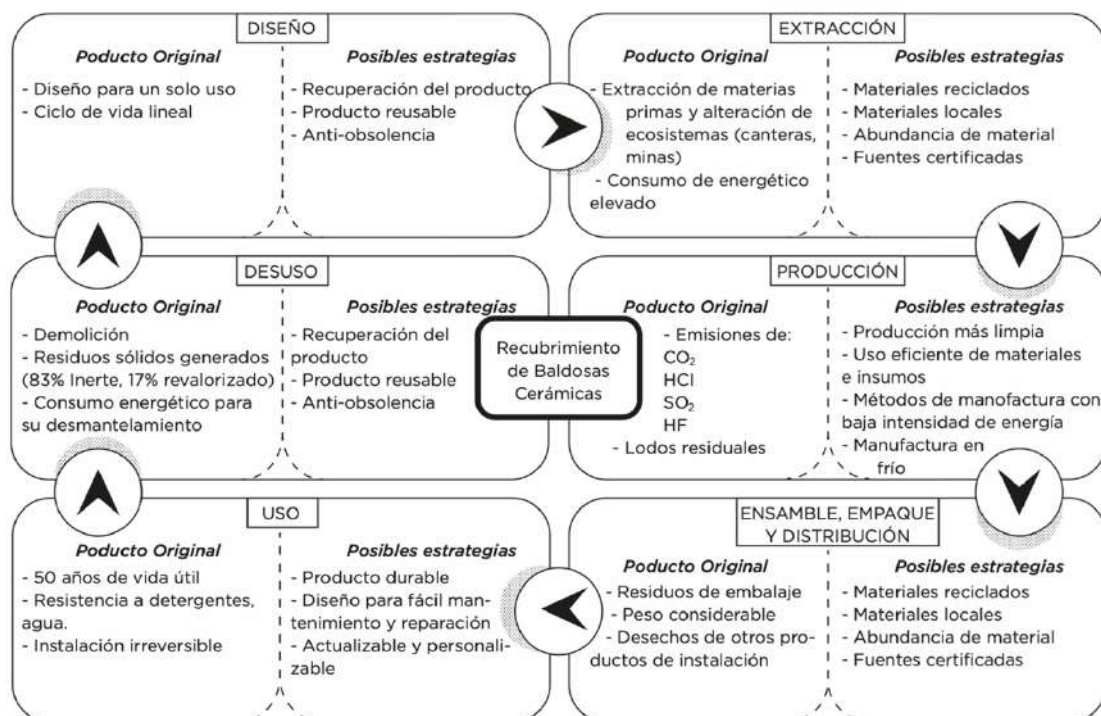 DISEÑO
Poducto Original
- Diseño para un solo uso
- Ciclo de vida lineal
Posibles estrategias
- Recuperación del producto
- Producto reusable
- Anti-obsolencia
EXTRACCIÓN
Poducto Original
- Extracción de materias
primas y alteración de
ecosistemas (canteras,
minas)
- Consumo de energético
elevado
Posibles estrategias
- Materiales reciclados
- Materiales locales
- Abundancia de material
- Fuentes certificadas
DESUSO
Poducto Original
- Demolición
- Residuos sólidos generados
(83% Inerte, 17% revalorizado)
- Consumo energético para
su desmantelamiento
Posibles estrategias
- Recuperación del
producto
- Producto reusable
- Anti-obsolencia
Recubrimiento
de Baldosas
Cerámicas
PRODUCCIÓN
Poducto Original
- Emisiones de:
CO₂
HCl
SO₂
HF
- Lodos residuales
Posibles estrategias
- Producción más limpia
- Uso eficiente de materiales
e insumos
- Métodos de manufactura con
baja intensidad de energía
- Manufactura en
frío
USO
Poducto Original
- 50 años de vida útil
- Resistencia a detergentes,
agua.
- Instalación irreversible
Posibles estrategias
- Producto durable
- Diseño para fácil man-
tenimiento y reparación
- Actualizable y personali-
zable
ENSAMBLE, EMPAQUE
Y DISTRIBUCIÓN
Poducto Original
- Residuos de embalaje
- Peso considerable
- Desechos de otros pro-
ductos de instalación
Posibles estrategias
- Materiales reciclados
- Materiales locales
- Abundancia de material
- Fuentes certificadas